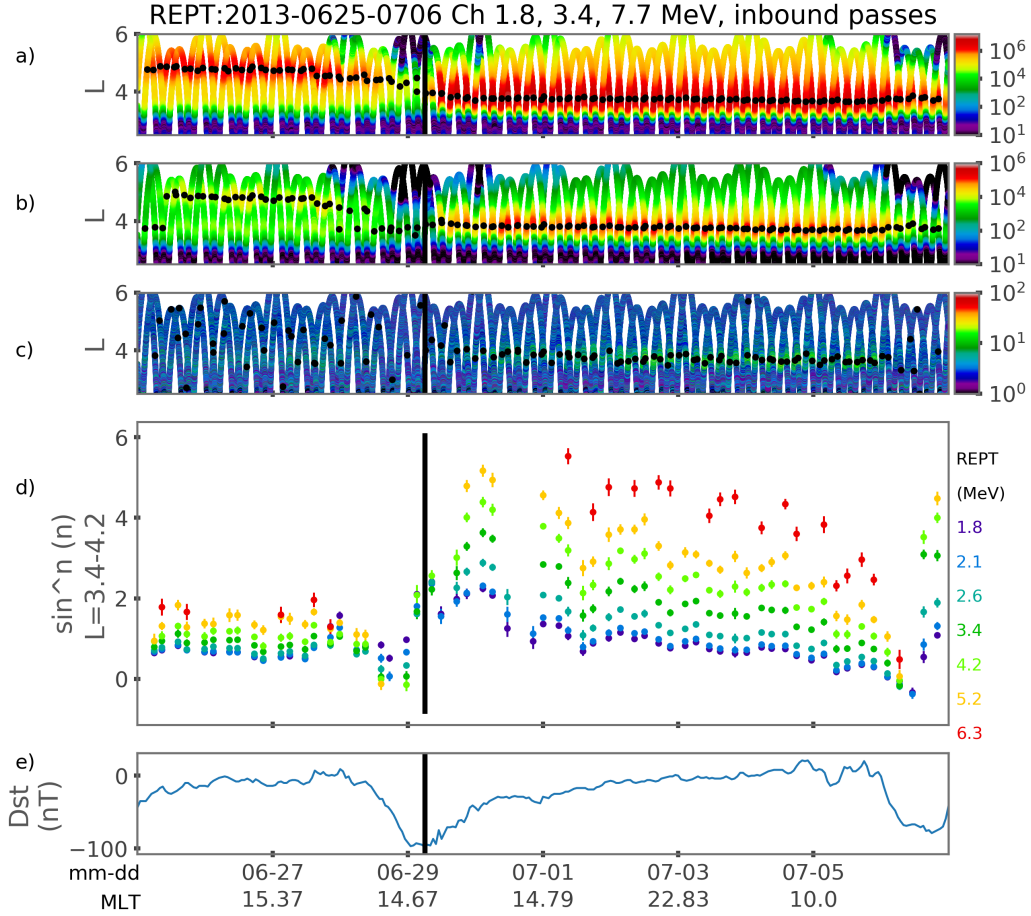 REPT:2013-0625-0706 Ch 1.8, 3.4, 7.7 MeV, inbound passes
a)
L
6
4
10^6
10^4
10^2
10^1
b)
L
6
4
10^6
10^4
10^2
10^1
c)
L
6
4
10^2
10^1
10^0
d)
sin^n (n)
L=3.4-4.2
6
4
2
0
REPT
(MeV)
1.8
2.1
2.6
3.4
4.2
5.2
6.3
e)
Dst
(nT)
0
−100
mm-dd 06-27 06-29 07-01 07-03 07-05
MLT 15.37 14.67 14.79 22.83 10.0